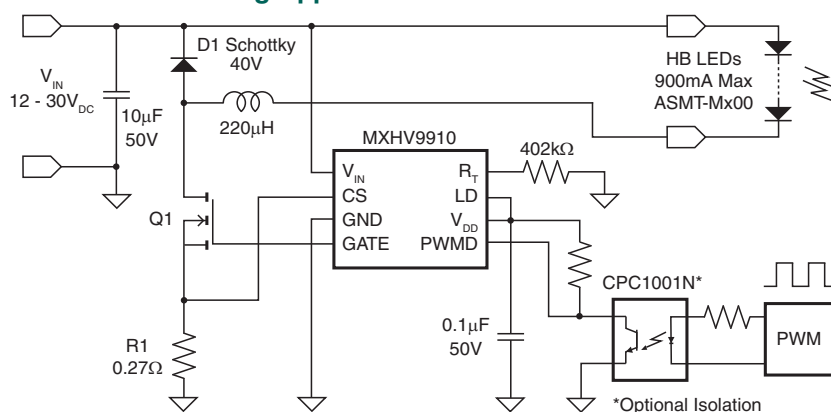 D1 Schottky
40V
V_IN
12 - 30V_DC
10µF
50V
220µH
HB LEDs
900mA Max
ASMT-Mx00
MXHV9910
402kΩ
V_IN
R_T
CS
LD
GND
V_DD
GATE
PWMD
Q1
CPC1001N*
R1
0.27Ω
0.1µF
50V
PWM
*Optional Isolation